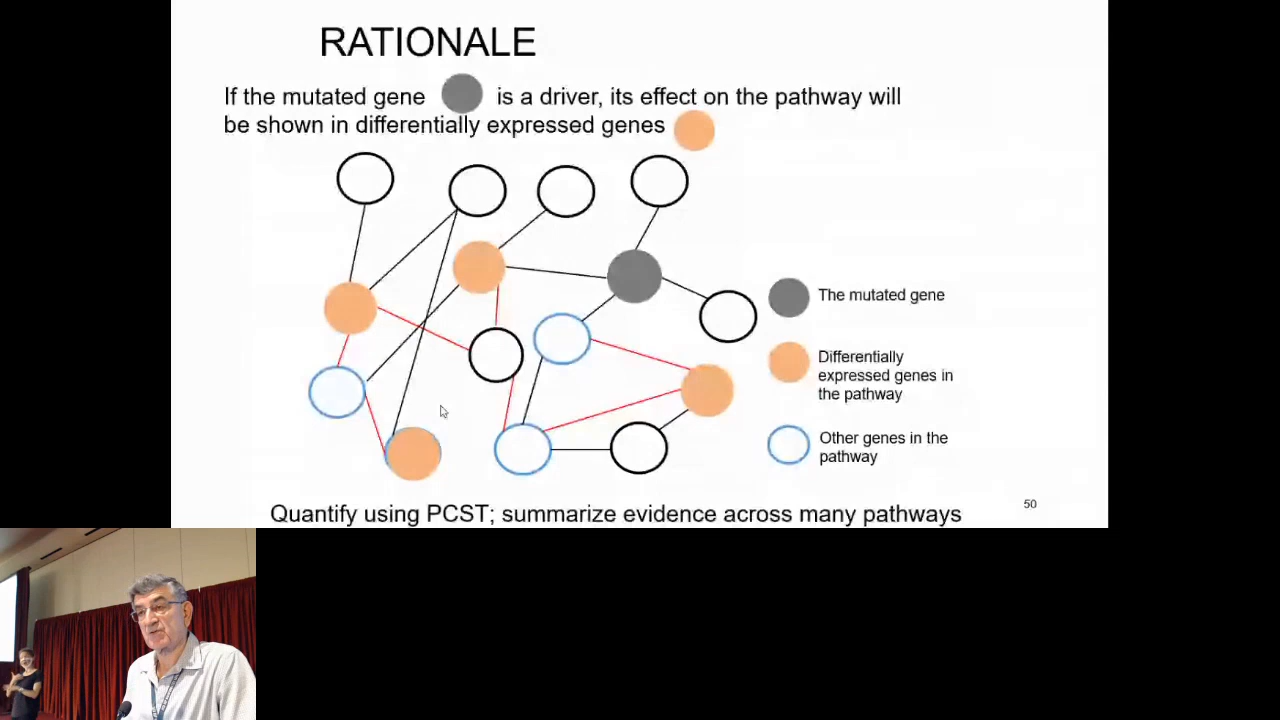 RATIONALE
If the mutated gene is a driver, its effect on the pathway will
be shown in differentially expressed genes
The mutated gene
Differentially
expressed genes in
the pathway
Other genes in the
pathway
50
Quantify using PCST; summarize evidence across many pathways